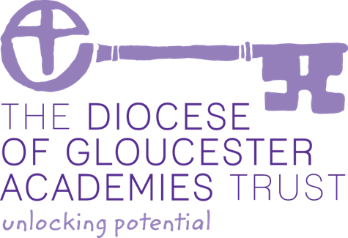 THE DIOCESE
OF GLOUCESTER
ACADEMIES TRUST
unlocking potential